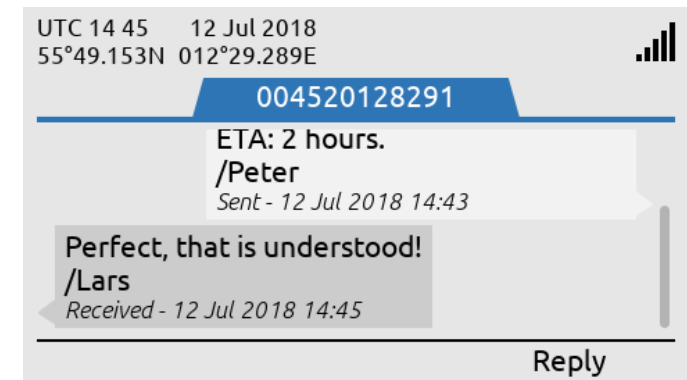 UTC 14 45 12 Jul 2018
55°49.153N 012°29.289E
004520128291
ETA: 2 hours.
/Peter
Sent - 12 Jul 2018 14:43
Perfect, that is understood!
/Lars
Received - 12 Jul 2018 14:45
Reply